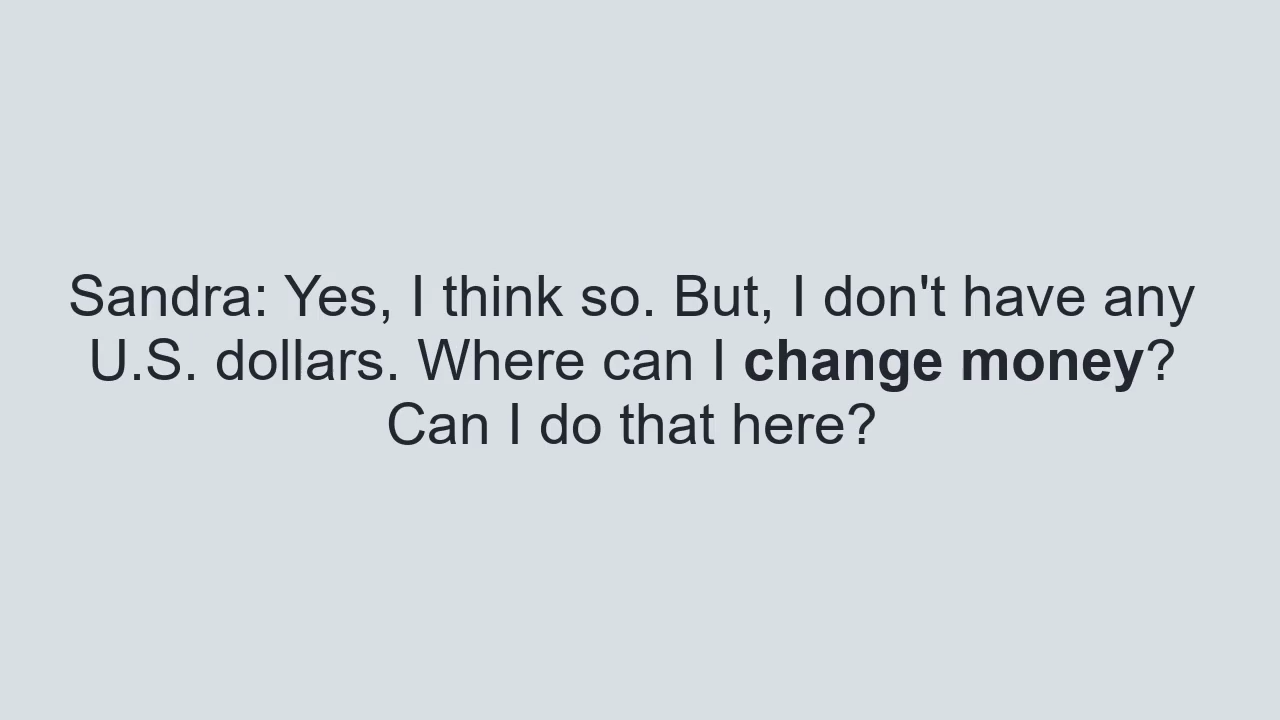 Sandra: Yes, I think so. But, I don't have any
U.S. dollars. Where can I change money?
Can I do that here?